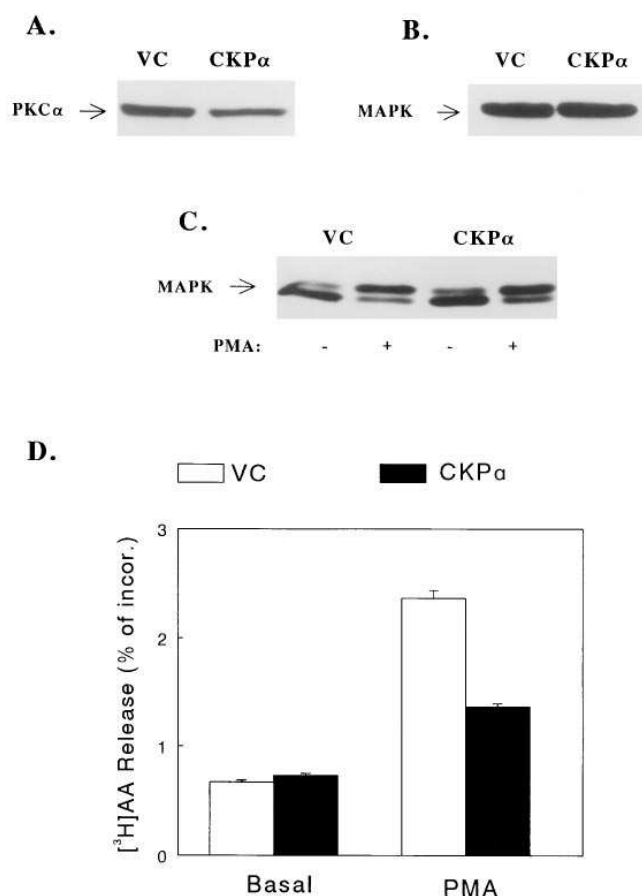 A.
VC CKPα
PKCα
B.
VC CKPα
MAPK
C.
VC CKPα
MAPK
PMA: - + - +
D.
VC CKPα
[³H]AA Release (% of incor.)
3
2
1
0
Basal PMA